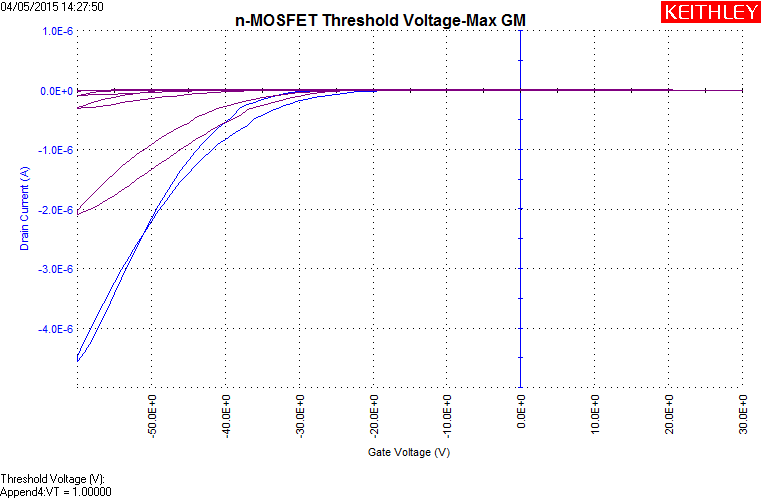 04/05/2015 14:27:50
n-MOSFET Threshold Voltage-Max GM
KEITHLEY
1.0E-6
0.0E+0
-1.0E-6
-2.0E-6
-3.0E-6
-4.0E-6
Drain Current (A)
-50.0E+0
-40.0E+0
-30.0E+0
-20.0E+0
-10.0E+0
0.0E+0
10.0E+0
20.0E+0
30.0E+0
Gate Voltage (V)
Threshold Voltage (V):
Append4:VT = 1.00000